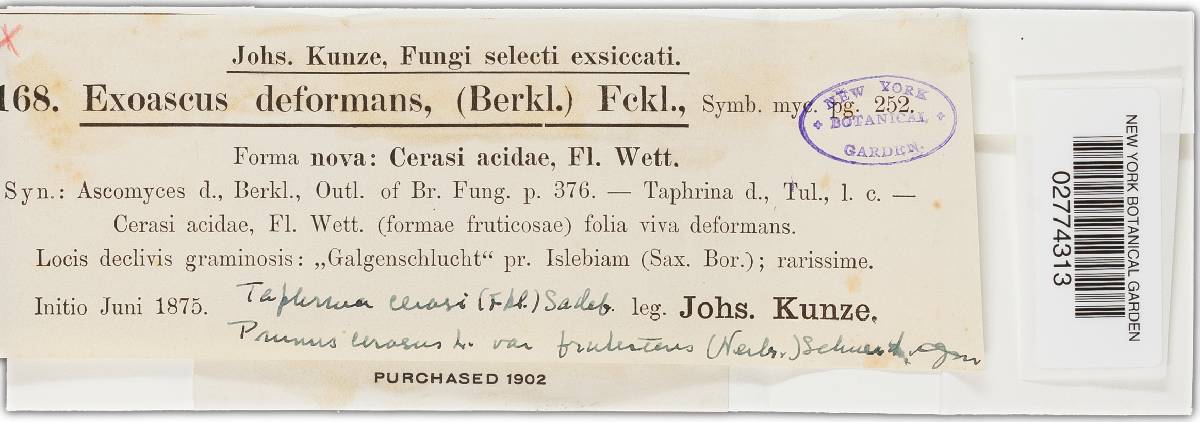 Johs. Kunze, Fungi selecti exsiccati.
168. Exoascus deformans, (Berkl.) Fckl., Symb. myc. pg. 252.
NEW YORK BOTANICAL GARDEN.
Forma nova: Cerasi acidae, Fl. Wett.
Syn.: Ascomyces d., Berkl., Outl. of Br. Fung. p. 376. — Taphrina d., Tul., l. c. —
Cerasi acidae, Fl. Wett. (formae fruticosae) folia viva deformans.
Locis declivis graminosis: „Galgenschlucht“ pr. Islebiam (Sax. Bor.); rarissime.
Initio Juni 1875. Taphrina cerasi (Fkl.) Sadeb. leg. Johs. Kunze.
Prunus cerasus L. var frutescens (Neilr.)
PURCHASED 1902
NEW YORK BOTANICAL GARDEN
02774313